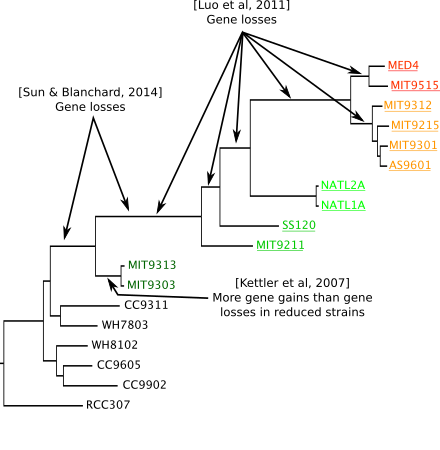 [Luo et al, 2011]
Gene losses
MED4
MIT9515
[Sun & Blanchard, 2014]
Gene losses
MIT9312
MIT9215
MIT9301
AS9601
NATL2A
NATL1A
SS120
MIT9211
MIT9313
MIT9303
[Kettler et al, 2007]
More gene gains than gene
losses in reduced strains
CC9311
WH7803
WH8102
CC9605
CC9902
RCC307